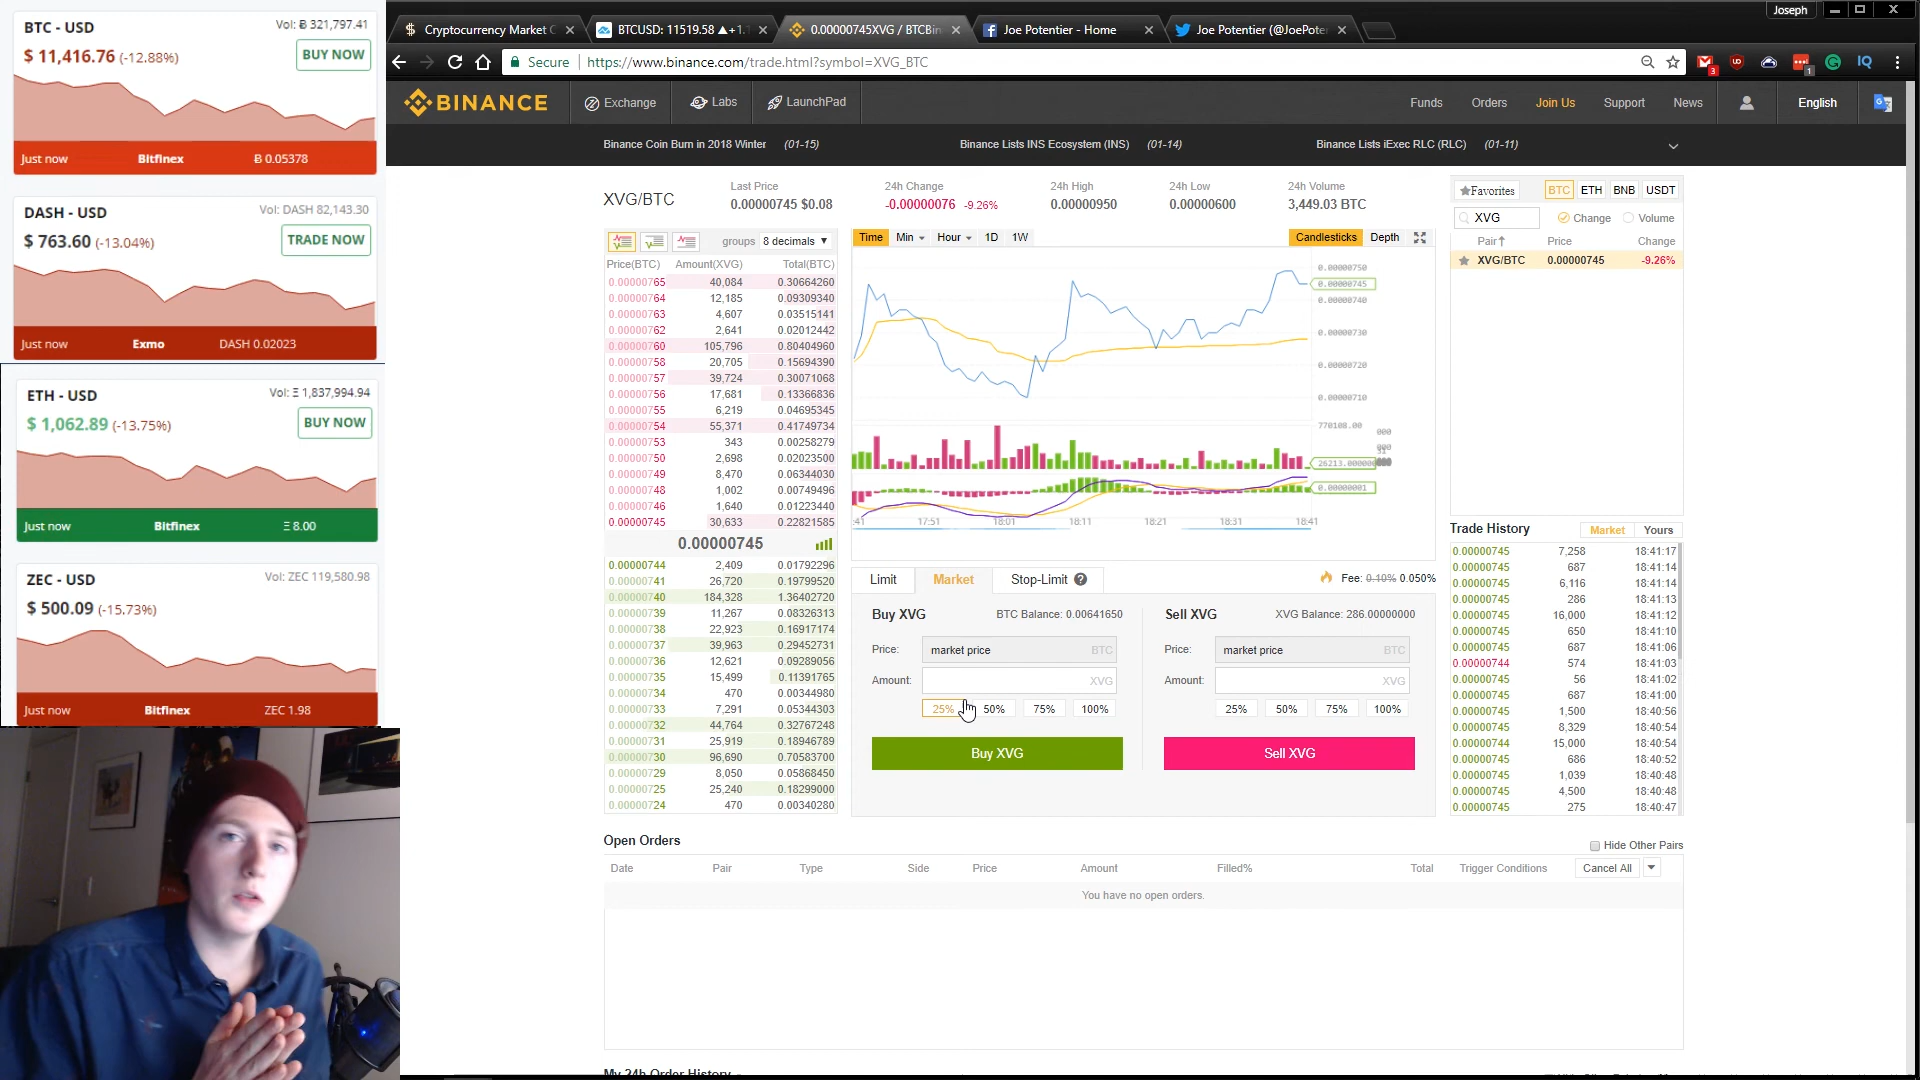 BTC - USD
Vol: Ƀ 321,797.41
$ 11,416.76 (-12.88%)
BUY NOW
Just now Bitfinex Ƀ 0.05378
DASH - USD
Vol: DASH 82,143.30
$ 763.60 (-13.04%)
TRADE NOW
Just now Exmo DASH 0.02023
ETH - USD
Vol: Ξ 1,837,994.94
$ 1,062.89 (-13.75%)
BUY NOW
Just now Bitfinex Ξ 8.00
ZEC - USD
Vol: ZEC 119,580.98
$ 500.09 (-15.73%)
Just now Bitfinex ZEC 1.98
Joseph
Cryptocurrency Market C
BTCUSD: 11519.58 ▲+1.1
0.00000745XVG / BTCBin
Joe Potentier - Home
Joe Potentier (@JoePote
Secure https://www.binance.com/trade.html?symbol=XVG_BTC
3
1
IQ
BINANCE Exchange Labs LaunchPad Funds Orders Join Us Support News English
Binance Coin Burn in 2018 Winter (01-15) Binance Lists INS Ecosystem (INS) (01-14) Binance Lists iExec RLC (RLC) (01-11)
XVG/BTC
Last Price 24h Change 24h High 24h Low 24h Volume
0.00000745 $0.08 -0.00000076 -9.26% 0.00000950 0.00000600 3,449.03 BTC
groups 8 decimals
Price(BTC) Amount(XVG) Total(BTC)
0.00000765 40,084 0.30664260
0.00000764 12,185 0.09309340
0.00000763 4,607 0.03515141
0.00000762 2,641 0.02012442
0.00000760 105,796 0.80404960
0.00000758 20,705 0.15694390
0.00000757 39,724 0.30071068
0.00000756 17,681 0.13366836
0.00000755 6,219 0.04695345
0.00000754 55,371 0.41749734
0.00000753 343 0.00258279
0.00000750 2,698 0.02023500
0.00000749 8,470 0.06344030
0.00000748 1,002 0.00749496
0.00000746 1,640 0.01223440
0.00000745 30,633 0.22821585
0.00000745
0.00000744 2,409 0.01792296
0.00000741 26,720 0.19799520
0.00000740 184,328 1.36402720
0.00000739 11,267 0.08326313
0.00000738 22,923 0.16917174
0.00000737 39,963 0.29452731
0.00000736 12,621 0.09289056
0.00000735 15,499 0.11391765
0.00000734 470 0.00344980
0.00000733 7,291 0.05344303
0.00000732 44,764 0.32767248
0.00000731 25,919 0.18946789
0.00000730 96,690 0.70583700
0.00000729 8,050 0.05868450
0.00000725 25,240 0.18299000
0.00000724 470 0.00340280
Time Min Hour 1D 1W Candlesticks Depth
0.00000750
0.00000745
0.00000740
0.00000730
0.00000720
0.00000710
770108.00
0.00000001
:41 17:51 18:01 18:11 18:21 18:31 18:41
Limit Market Stop-Limit ? Fee: 0.10% 0.050%
Buy XVG BTC Balance: 0.00641650
Price: market price BTC
Amount: XVG
25% 50% 75% 100%
Buy XVG
Sell XVG XVG Balance: 286.00000000
Price: market price BTC
Amount: XVG
25% 50% 75% 100%
Sell XVG
Favorites BTC ETH BNB USDT
XVG Change Volume
Pair Price Change
XVG/BTC 0.00000745 -9.26%
Trade History Market Yours
0.00000745 7,258 18:41:17
0.00000745 687 18:41:14
0.00000745 6,116 18:41:14
0.00000745 286 18:41:13
0.00000745 16,000 18:41:12
0.00000745 650 18:41:10
0.00000745 687 18:41:06
0.00000744 574 18:41:03
0.00000745 56 18:41:02
0.00000745 687 18:41:00
0.00000745 1,500 18:40:56
0.00000745 8,329 18:40:54
0.00000744 15,000 18:40:54
0.00000745 686 18:40:52
0.00000745 1,039 18:40:48
0.00000745 4,500 18:40:48
0.00000745 275 18:40:47
Open Orders Hide Other Pairs
Date Pair Type Side Price Amount Filled% Total Trigger Conditions Cancel All
You have no open orders.
My 24h Order History